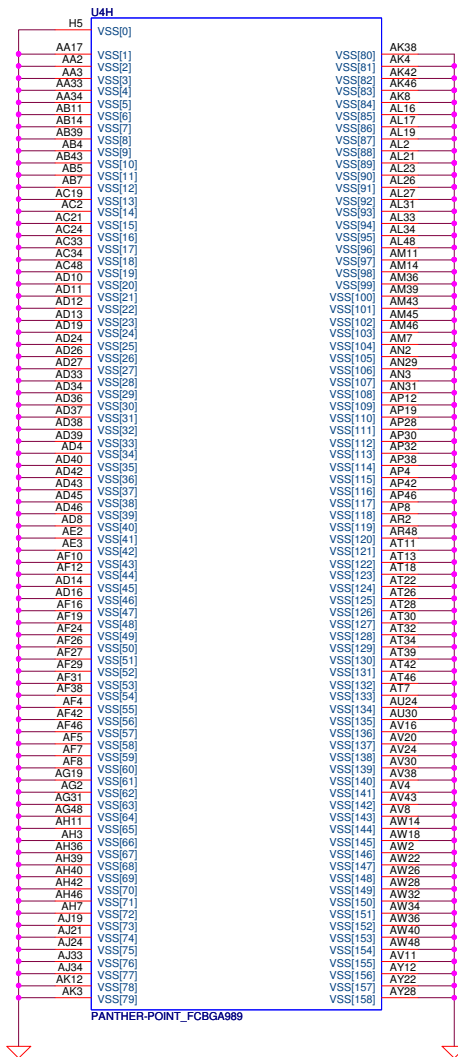 U4H
H5 VSS[0]
AA17 VSS[1] VSS[80] AK38
AA2 VSS[2] VSS[81] AK4
AA3 VSS[3] VSS[82] AK42
AA33 VSS[4] VSS[83] AK46
AA34 VSS[5] VSS[84] AK8
AB11 VSS[6] VSS[85] AL16
AB14 VSS[7] VSS[86] AL17
AB39 VSS[8] VSS[87] AL19
AB4 VSS[9] VSS[88] AL2
AB43 VSS[10] VSS[89] AL21
AB5 VSS[11] VSS[90] AL23
AB7 VSS[12] VSS[91] AL26
AC19 VSS[13] VSS[92] AL27
AC2 VSS[14] VSS[93] AL31
AC21 VSS[15] VSS[94] AL33
AC24 VSS[16] VSS[95] AL34
AC33 VSS[17] VSS[96] AL48
AC34 VSS[18] VSS[97] AM11
AC48 VSS[19] VSS[98] AM14
AD10 VSS[20] VSS[99] AM36
AD11 VSS[21] VSS[100] AM39
AD12 VSS[22] VSS[101] AM43
AD13 VSS[23] VSS[102] AM45
AD19 VSS[24] VSS[103] AM46
AD24 VSS[25] VSS[104] AM7
AD26 VSS[26] VSS[105] AN2
AD27 VSS[27] VSS[106] AN29
AD33 VSS[28] VSS[107] AN3
AD34 VSS[29] VSS[108] AN31
AD36 VSS[30] VSS[109] AP12
AD37 VSS[31] VSS[110] AP19
AD38 VSS[32] VSS[111] AP28
AD39 VSS[33] VSS[112] AP30
AD4 VSS[34] VSS[113] AP32
AD40 VSS[35] VSS[114] AP38
AD42 VSS[36] VSS[115] AP4
AD43 VSS[37] VSS[116] AP42
AD45 VSS[38] VSS[117] AP46
AD46 VSS[39] VSS[118] AP8
AD8 VSS[40] VSS[119] AR2
AE2 VSS[41] VSS[120] AR48
AE3 VSS[42] VSS[121] AT11
AF10 VSS[43] VSS[122] AT13
AF12 VSS[44] VSS[123] AT18
AD14 VSS[45] VSS[124] AT22
AD16 VSS[46] VSS[125] AT26
AF16 VSS[47] VSS[126] AT28
AF19 VSS[48] VSS[127] AT30
AF24 VSS[49] VSS[128] AT32
AF26 VSS[50] VSS[129] AT34
AF27 VSS[51] VSS[130] AT39
AF29 VSS[52] VSS[131] AT42
AF31 VSS[53] VSS[132] AT46
AF38 VSS[54] VSS[133] AT7
AF4 VSS[55] VSS[134] AU24
AF42 VSS[56] VSS[135] AU30
AF46 VSS[57] VSS[136] AV16
AF5 VSS[58] VSS[137] AV20
AF7 VSS[59] VSS[138] AV24
AF8 VSS[60] VSS[139] AV30
AG19 VSS[61] VSS[140] AV38
AG2 VSS[62] VSS[141] AV4
AG31 VSS[63] VSS[142] AV43
AG48 VSS[64] VSS[143] AV8
AH11 VSS[65] VSS[144] AW14
AH3 VSS[66] VSS[145] AW18
AH36 VSS[67] VSS[146] AW2
AH39 VSS[68] VSS[147] AW22
AH40 VSS[69] VSS[148] AW26
AH42 VSS[70] VSS[149] AW28
AH46 VSS[71] VSS[150] AW32
AH7 VSS[72] VSS[151] AW34
AJ19 VSS[73] VSS[152] AW36
AJ21 VSS[74] VSS[153] AW40
AJ24 VSS[75] VSS[154] AW48
AJ33 VSS[76] VSS[155] AV11
AJ34 VSS[77] VSS[156] AY12
AK12 VSS[78] VSS[157] AY22
AK3 VSS[79] VSS[158] AY28
PANTHER-POINT_FCBGA989